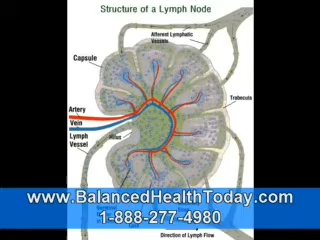 Structure of a Lymph Node
Afferent Lymphatic
Vessels
Capsule
Trabecula
Artery
Vein
Lymph
Vessel
Hilus
www.BalancedHealthToday.com
1-888-277-4980
Direction of Lymph Flow